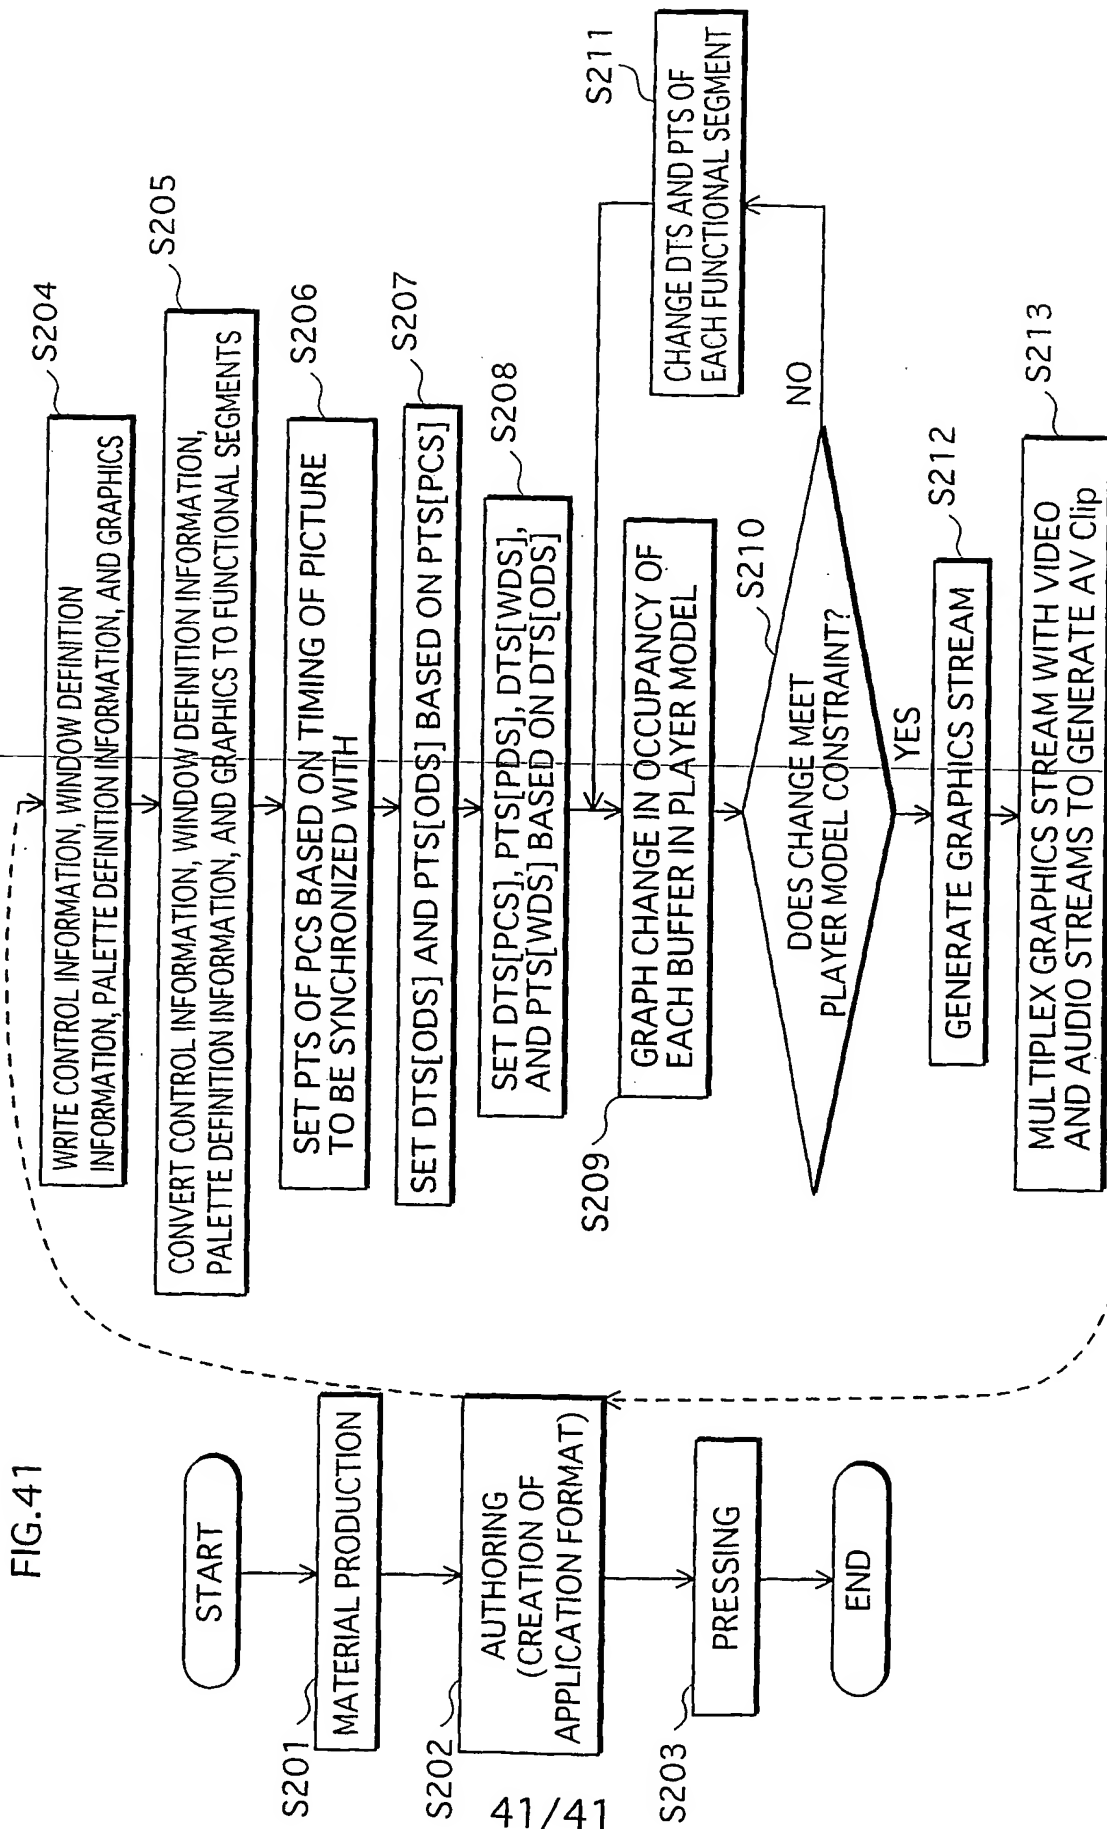 FIG.41
START
S201
MATERIAL PRODUCTION
S202
AUTHORING
(CREATION OF
APPLICATION FORMAT)
S203
PRESSING
END
S204
WRITE CONTROL INFORMATION, WINDOW DEFINITION
INFORMATION, PALETTE DEFINITION INFORMATION, AND GRAPHICS
S205
CONVERT CONTROL INFORMATION, WINDOW DEFINITION INFORMATION,
PALETTE DEFINITION INFORMATION, AND GRAPHICS TO FUNCTIONAL SEGMENTS
S206
SET PTS OF PCS BASED ON TIMING OF PICTURE
TO BE SYNCHRONIZED WITH
S207
SET DTS[ODS] AND PTS[ODS] BASED ON PTS[PCS]
S208
SET DTS[PCS], PTS[PDS], DTS[WDS],
AND PTS[WDS] BASED ON DTS[ODS]
S209
GRAPH CHANGE IN OCCUPANCY OF
EACH BUFFER IN PLAYER MODEL
S210
DOES CHANGE MEET
PLAYER MODEL CONSTRAINT?
NO
S211
CHANGE DTS AND PTS OF
EACH FUNCTIONAL SEGMENT
YES
S212
GENERATE GRAPHICS STREAM
S213
MULTIPLEX GRAPHICS STREAM WITH VIDEO
AND AUDIO STREAMS TO GENERATE AV Clip
41/41